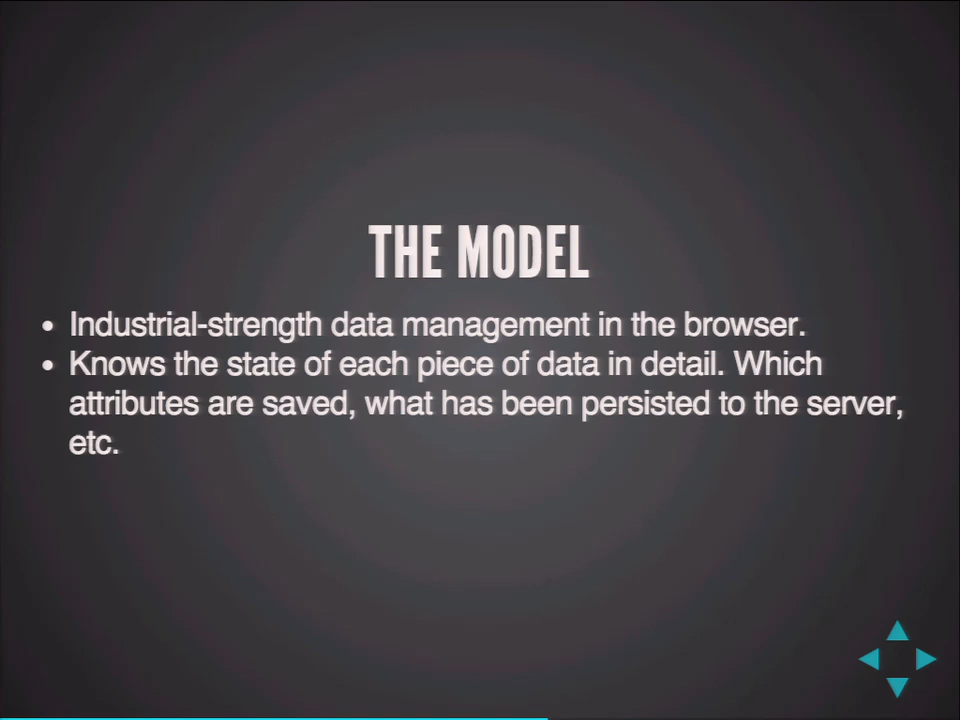 THE MODEL
• Industrial-strength data management in the browser.
• Knows the state of each piece of data in detail. Which
attributes are saved, what has been persisted to the server,
etc.